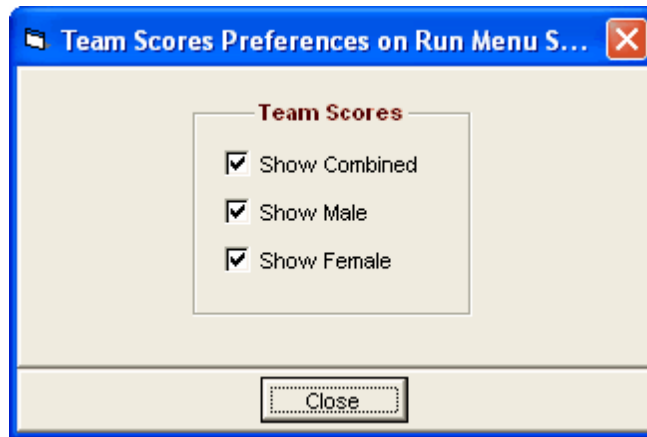 Team Scores Preferences on Run Menu S...
Team Scores
Show Combined
Show Male
Show Female
Close